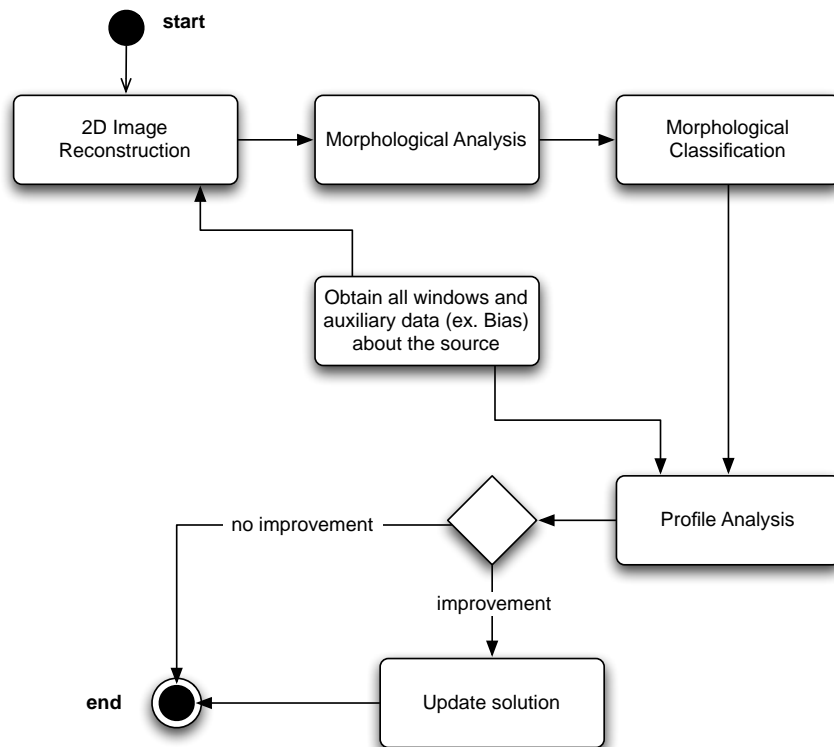 start
2D Image
Reconstruction
Morphological Analysis
Morphological
Classification
Obtain all windows and
auxiliary data (ex. Bias)
about the source
Profile Analysis
no improvement
improvement
Update solution
end